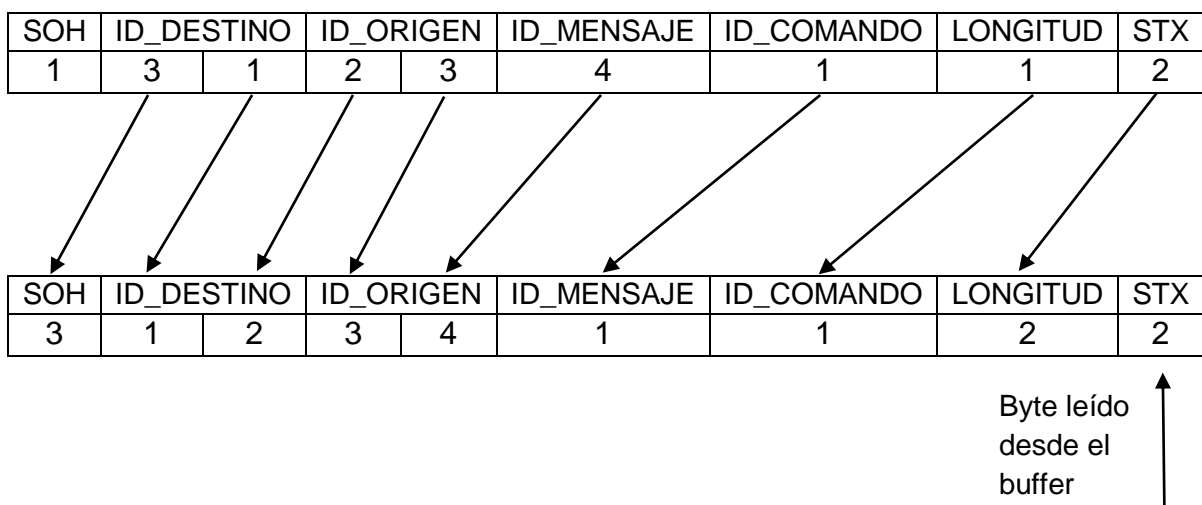 SOH ID_DESTINO ID_ORIGEN ID_MENSAJE ID_COMANDO LONGITUD STX
1 3 1 2 3 4 1 1 2
SOH ID_DESTINO ID_ORIGEN ID_MENSAJE ID_COMANDO LONGITUD STX
3 1 2 3 4 1 1 2 2
Byte leído
desde el
buffer